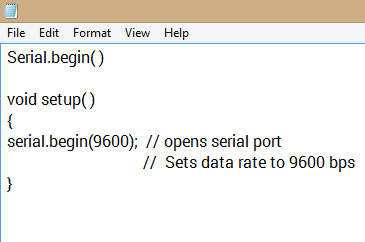 File Edit Format View Help
Serial.begin( )
void setup( )
{
serial.begin(9600); // opens serial port
// Sets data rate to 9600 bps
}